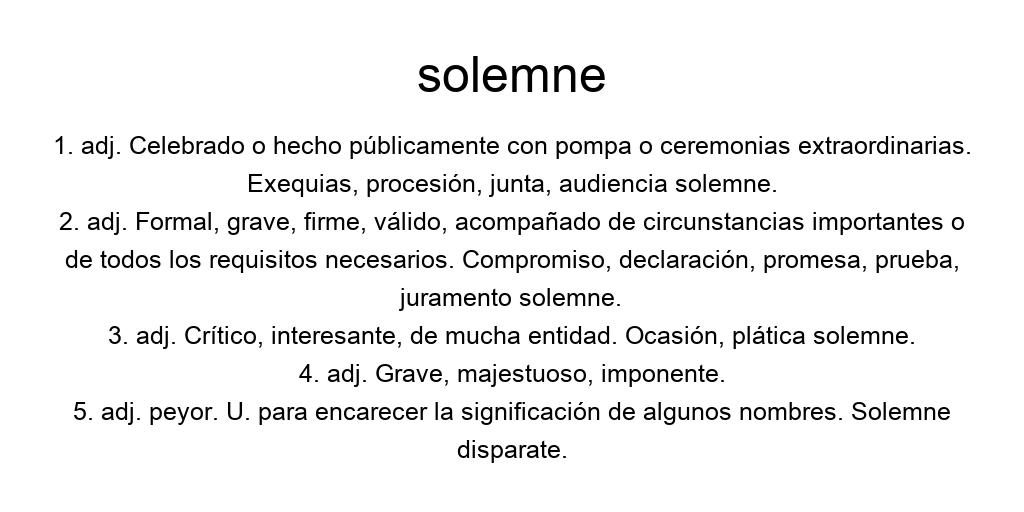 solemne
1. adj. Celebrado o hecho públicamente con pompa o ceremonias extraordinarias.
Exequias, procesión, junta, audiencia solemne.
2. adj. Formal, grave, firme, válido, acompañado de circunstancias importantes o
de todos los requisitos necesarios. Compromiso, declaración, promesa, prueba,
juramento solemne.
3. adj. Crítico, interesante, de mucha entidad. Ocasión, plática solemne.
4. adj. Grave, majestuoso, imponente.
5. adj. peyor. U. para encarecer la significación de algunos nombres. Solemne
disparate.